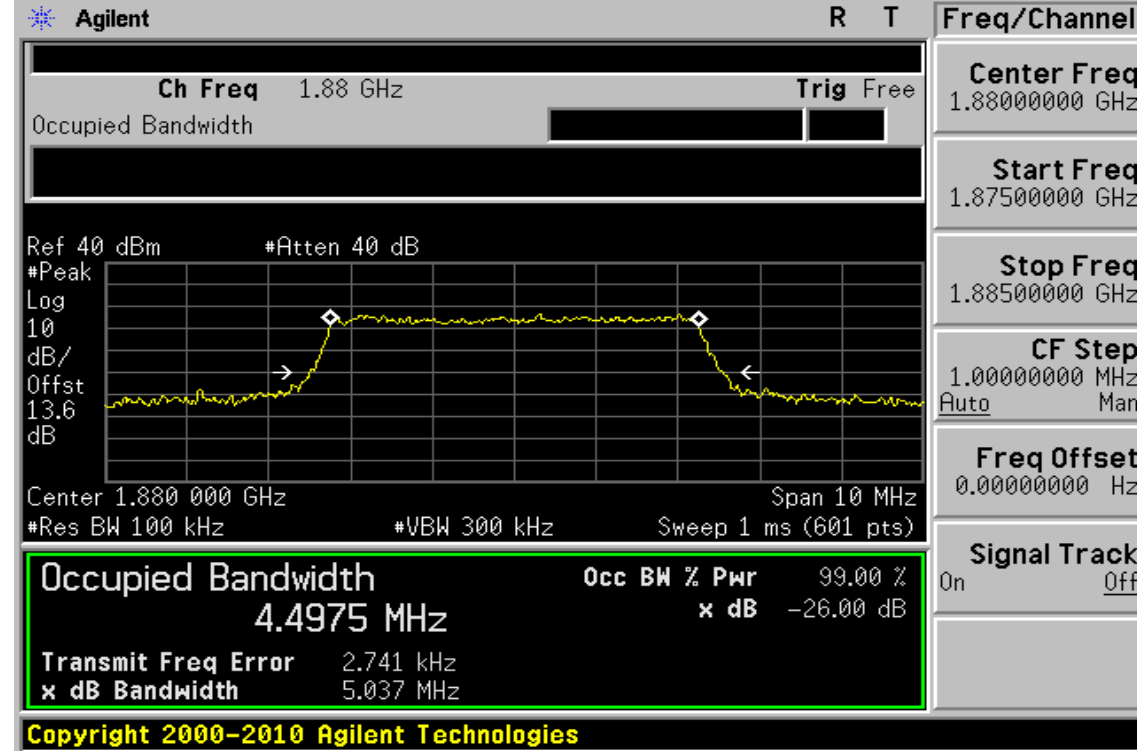 Agilent R T
Freq/Channel
Ch Freq 1.88 GHz Trig Free
Occupied Bandwidth
Ref 40 dBm #Atten 40 dB
#Peak
Log
10
dB/
Offst
13.6
dB
Center 1.880 000 GHz Span 10 MHz
#Res BW 100 kHz #VBW 300 kHz Sweep 1 ms (601 pts)
Occupied Bandwidth
4.4975 MHz
Occ BW % Pwr 99.00 %
x dB -26.00 dB
Transmit Freq Error 2.741 kHz
x dB Bandwidth 5.037 MHz
Center Freq
1.88000000 GHz
Start Freq
1.87500000 GHz
Stop Freq
1.88500000 GHz
CF Step
1.00000000 MHz
Auto Man
Freq Offset
0.00000000 Hz
Signal Track
On Off
Copyright 2000-2010 Agilent Technologies